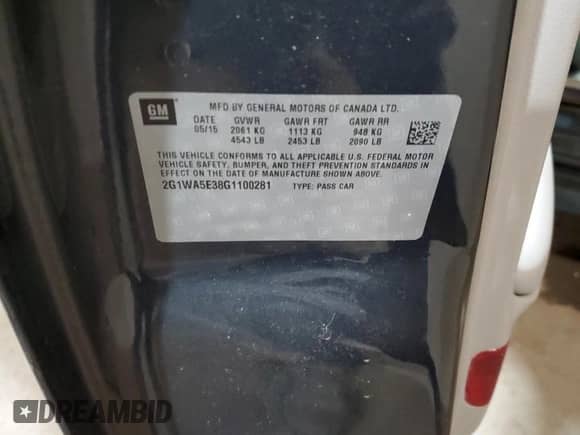 GM
MFD BY GENERAL MOTORS OF CANADA LTD.
DATE GVWR GAWR FRT GAWR RR
05/15 2061 KG 1113 KG 948 KG
4543 LB 2453 LB 2090 LB
THIS VEHICLE CONFORMS TO ALL APPLICABLE U.S. FEDERAL MOTOR
VEHICLE SAFETY, BUMPER, AND THEFT PREVENTION STANDARDS IN
EFFECT ON THE DATE OF MANUFACTURE SHOWN ABOVE.
2G1WA5E38G1100281 TYPE: PASS CAR
DREAMBID